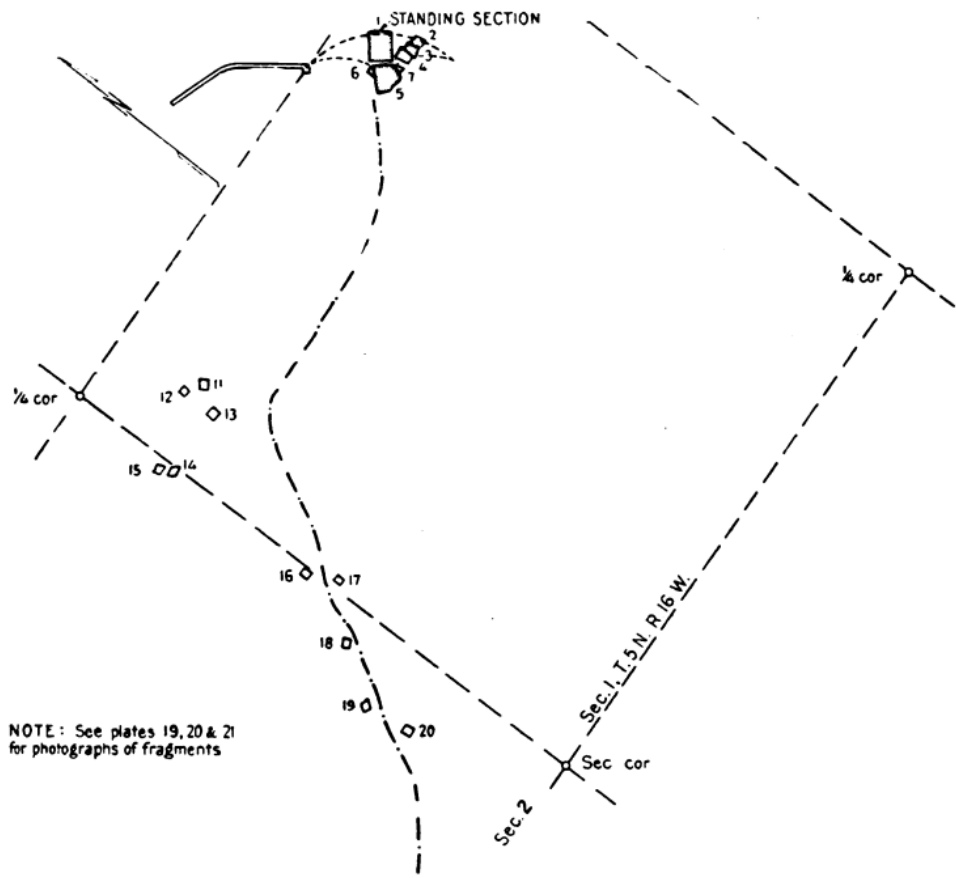 1 STANDING SECTION
2
3
4
6
7
5
¼ cor
¼ cor
11
12
13
15
14
16
17
18
19
20
Sec. 1, T. 5 N. R 16 W.
NOTE: See plates 19, 20 & 21
for photographs of fragments
Sec cor
Sec. 2